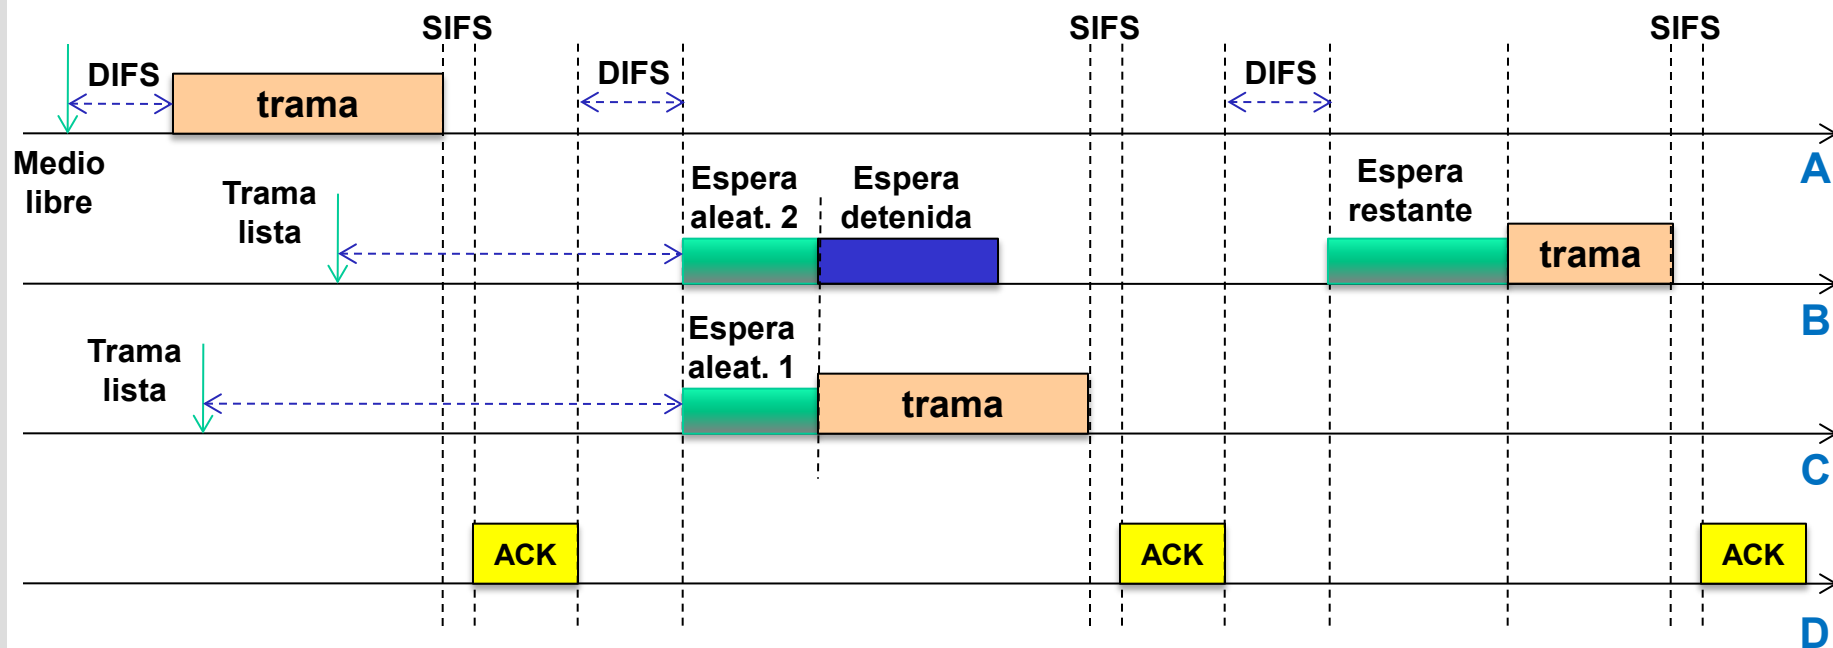 SIFS
SIFS
SIFS
DIFS
DIFS
DIFS
trama
A
Medio
libre
Trama
lista
Espera
aleat. 2
Espera
detenida
Espera
restante
trama
B
Trama
lista
Espera
aleat. 1
trama
C
ACK
ACK
ACK
D